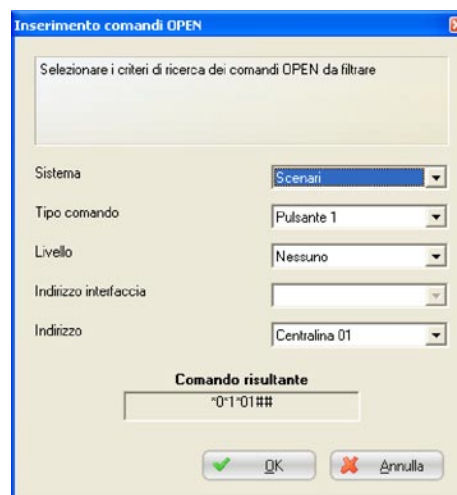 Inserimento comandi OPEN
Selezionare i criteri di ricerca dei comandi OPEN da filtrare
Sistema
Scenari
Tipo comando
Pulsante 1
Livello
Nessuno
Indirizzo interfaccia
Indirizzo
Centralina 01
Comando risultante
*0*1*01##
OK
Annulla